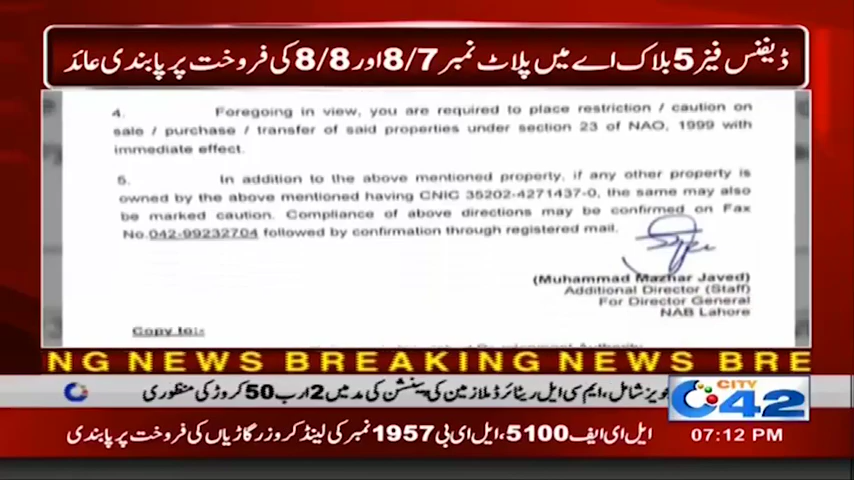 ڈیفنس فیز 5 بلاک اے میں پلاٹ نمبر 8/7 اور 8/8 کی فروخت پر پابندی عائد
4. Foregoing in view, you are required to place restriction / caution on
sale / purchase / transfer of said properties under section 23 of NAO, 1999 with
immediate effect.
5. In addition to the above mentioned property, if any other property is
owned by the above mentioned having CNIC 35202-4271437-0, the same may also
be marked caution. Compliance of above directions may be confirmed on Fax
No.042-99232704 followed by confirmation through registered mail.
(Muhammad Mazhar Javed)
Additional Director (Staff)
For Director General
NAB Lahore
Copy to:-
Authority
NG NEWS BREAKING NEWS BRE
شامل، ایم سی ایل ریٹائرڈ ملازمین کی پینشن کی مد میں 2 ارب 50 کروڑ کی منظوری
CITY 42
ایل ای ایف 5100، ایل ای بی 1957 نمبر کی لینڈ کروزر گاڑیاں کی فروخت پر پابندی
07:12 PM